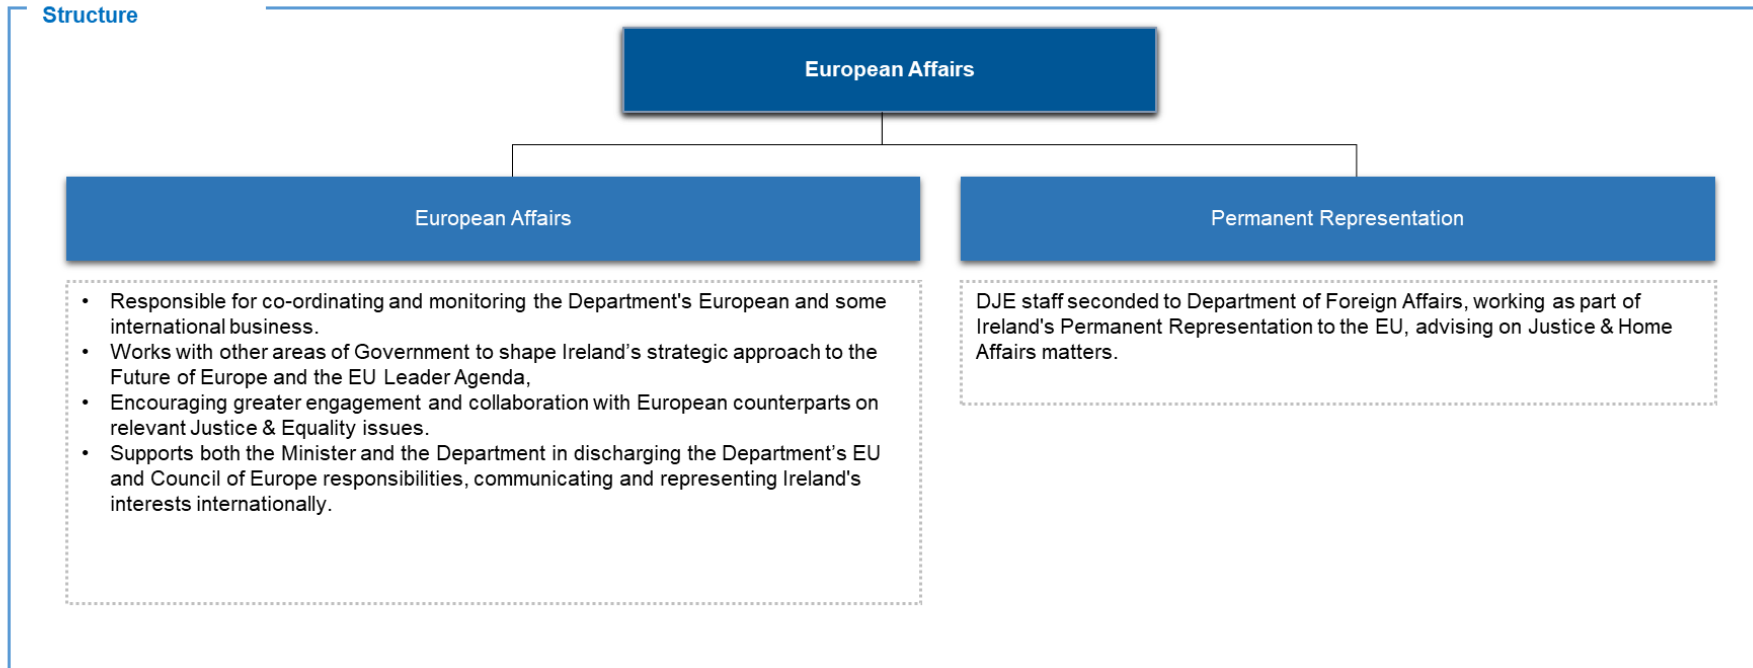 Structure
European Affairs
European Affairs
• Responsible for co-ordinating and monitoring the Department's European and some
international business.
• Works with other areas of Government to shape Ireland’s strategic approach to the
Future of Europe and the EU Leader Agenda,
• Encouraging greater engagement and collaboration with European counterparts on
relevant Justice & Equality issues.
• Supports both the Minister and the Department in discharging the Department’s EU
and Council of Europe responsibilities, communicating and representing Ireland's
interests internationally.
Permanent Representation
DJE staff seconded to Department of Foreign Affairs, working as part of
Ireland's Permanent Representation to the EU, advising on Justice & Home
Affairs matters.